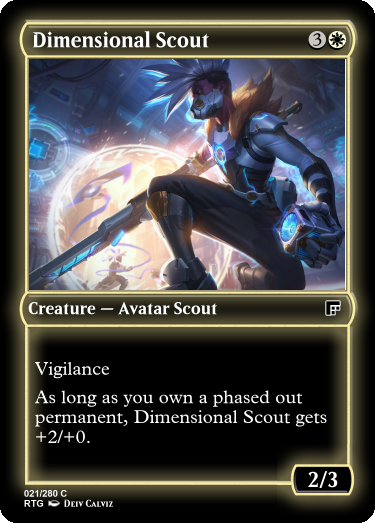 Dimensional Scout 3
Creature — Avatar Scout
Vigilance
As long as you own a phased out
permanent, Dimensional Scout gets
+2/+0.
2/3
021/280 C
RTG Deiv Calviz